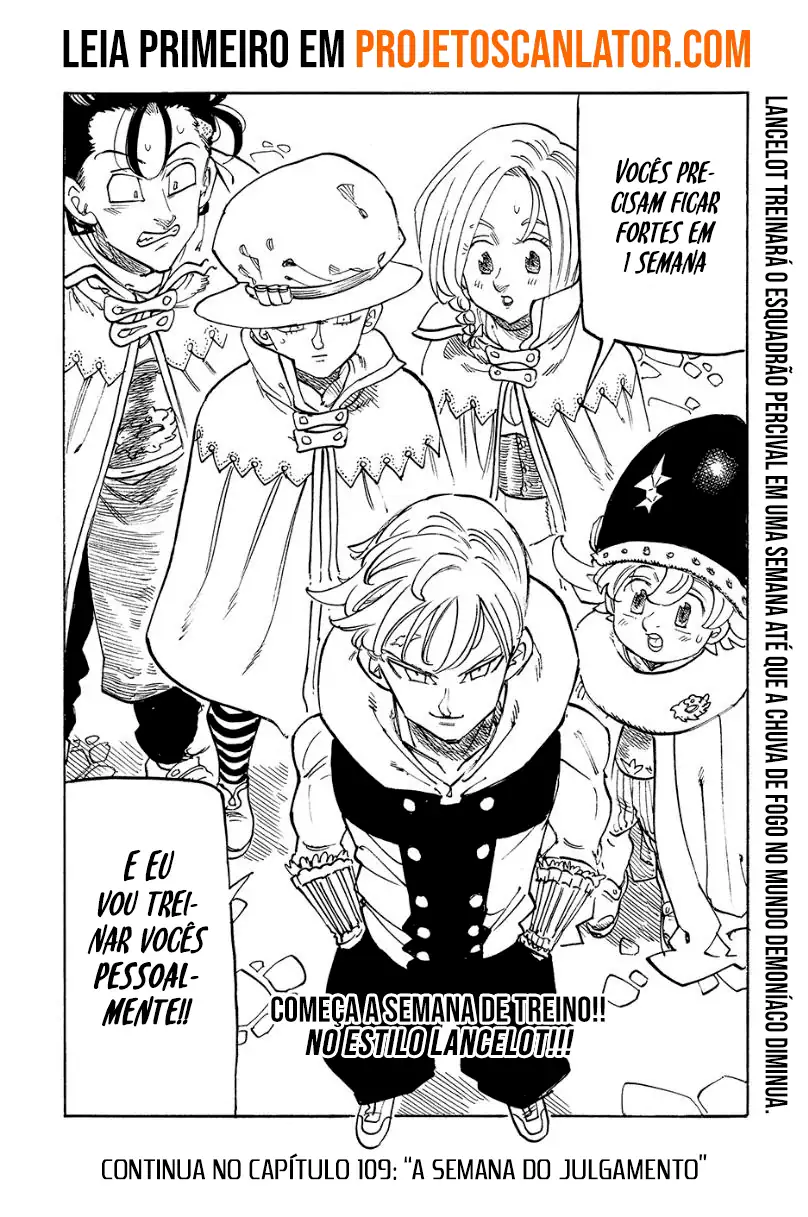 LEIA PRIMEIRO EM PROJETOSCANLATOR.COM
VOCÊS PRE-
CISAM FICAR
FORTES EM
1 SEMANA
LANCELOT TREINARÁ O ESQUADRÃO PERCIVAL EM UMA SEMANA ATÉ QUE A CHUVA DE FOGO NO MUNDO DEMONÍACO DIMINUA.
E EU
VOU TREI-
NAR VOCÊS
PESSOAL-
MENTE!!
COMEÇA A SEMANA DE TREINO!!
NO ESTILO LANCELOT!!!
CONTINUA NO CAPÍTULO 109: “A SEMANA DO JULGAMENTO”